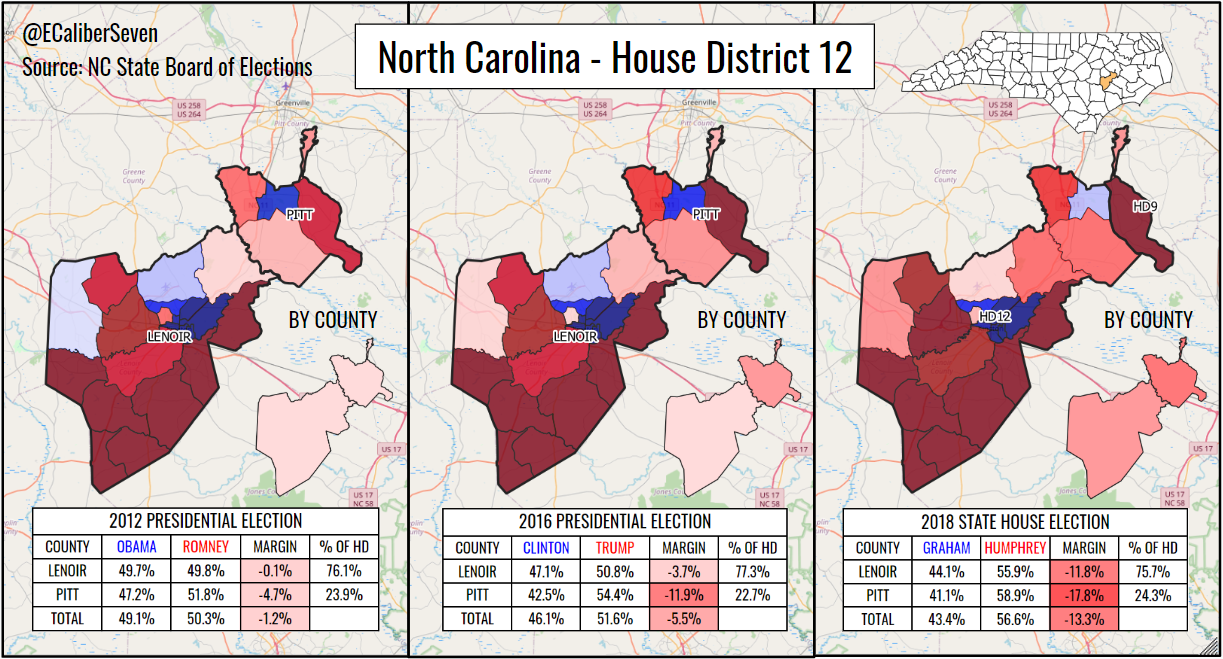 @ECaliberSeven
Source: NC State Board of Elections
North Carolina - House District 12
US 258
US 264
Greenville
Pitt County
Greene
County
PITT
LENOIR
BY COUNTY
US 17
Jones Co
US 17
NC 58
2012 PRESIDENTIAL ELECTION
COUNTY OBAMA ROMNEY MARGIN % OF HD
LENOIR 49.7% 49.8% -0.1% 76.1%
PITT 47.2% 51.8% -4.7% 23.9%
TOTAL 49.1% 50.3% -1.2%
US 258
US 264
Greenville
Pitt County
Greene
County
PITT
LENOIR
BY COUNTY
US 17
Jones Co
US 17
NC 58
2016 PRESIDENTIAL ELECTION
COUNTY CLINTON TRUMP MARGIN % OF HD
LENOIR 47.1% 50.8% -3.7% 77.3%
PITT 42.5% 54.4% -11.9% 22.7%
TOTAL 46.1% 51.6% -5.5%
US 258
US 264
Greene
County
HD9
HD12
BY COUNTY
US 17
Jones Co
US 17
NC 58
2018 STATE HOUSE ELECTION
COUNTY GRAHAM HUMPHREY MARGIN % OF HD
LENOIR 44.1% 55.9% -11.8% 75.7%
PITT 41.1% 58.9% -17.8% 24.3%
TOTAL 43.4% 56.6% -13.3%